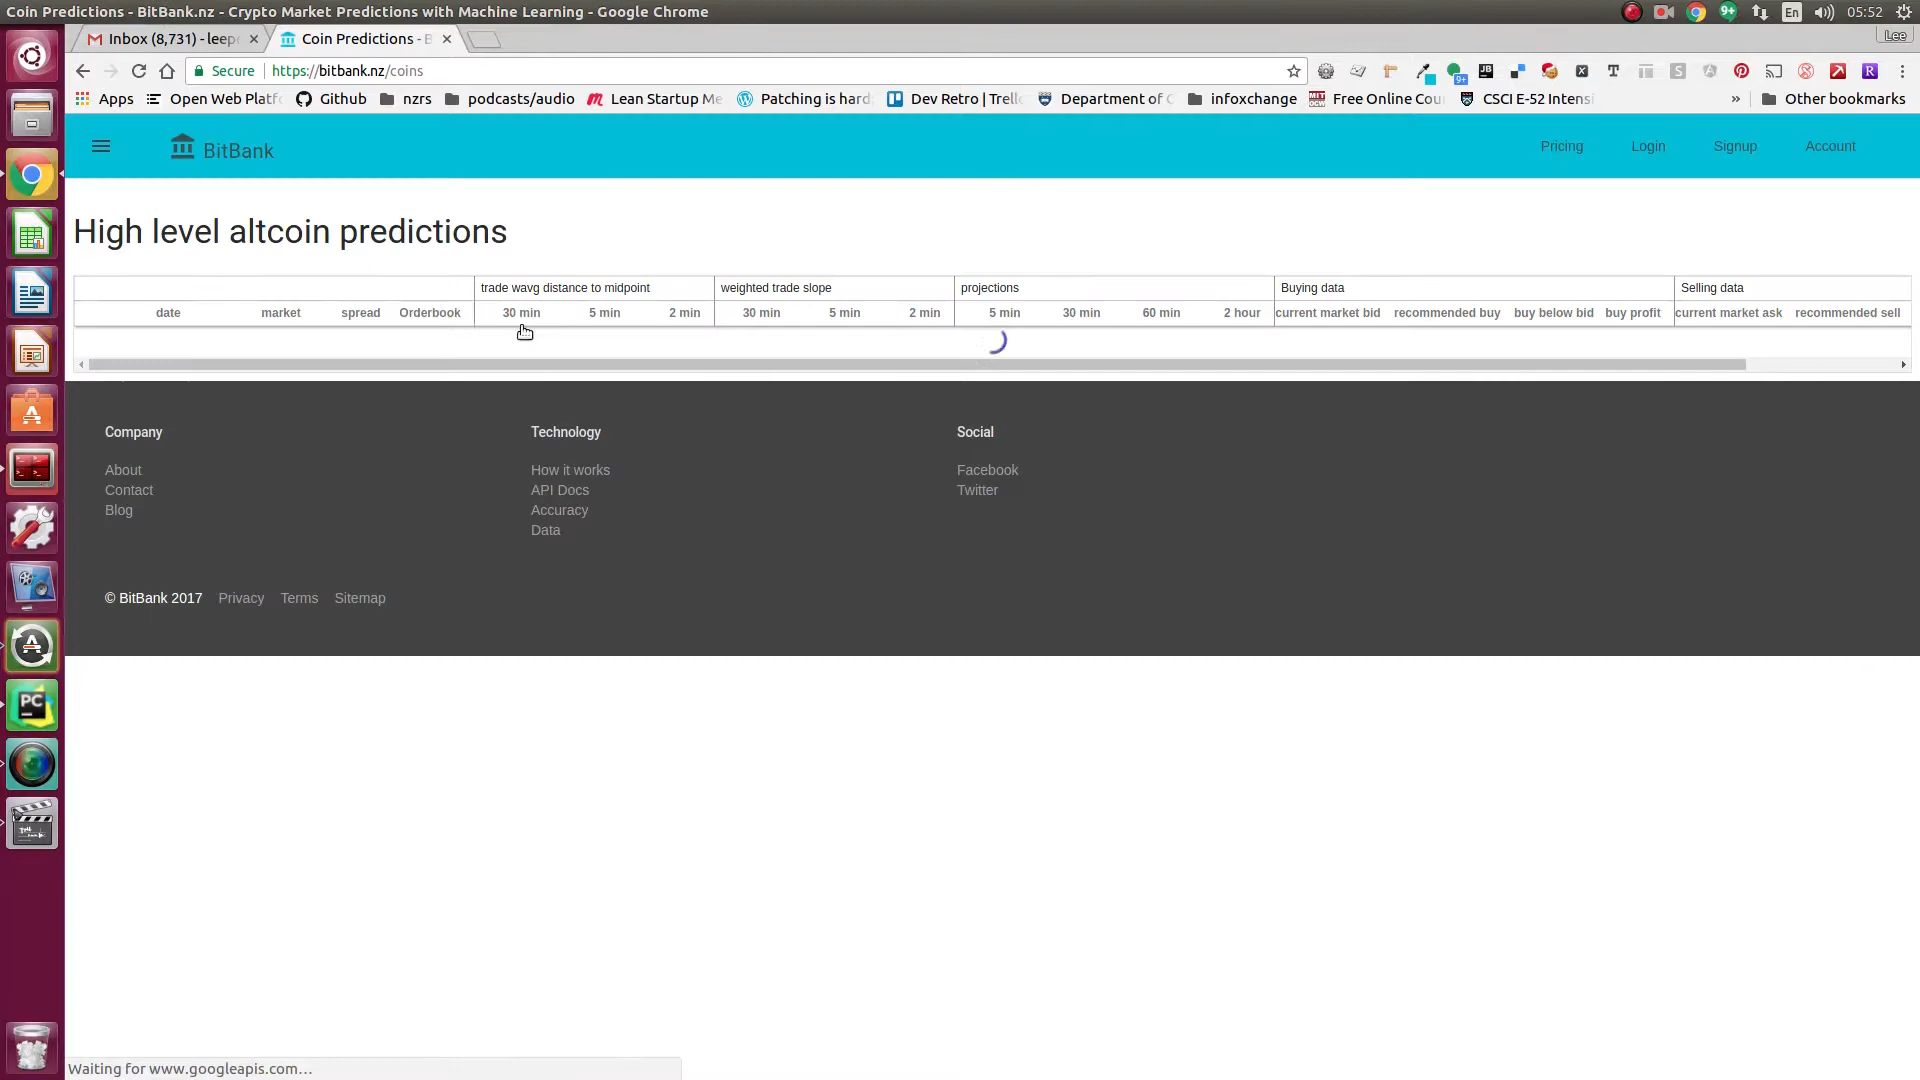 Coin Predictions - BitBank.nz - Crypto Market Predictions with Machine Learning - Google Chrome
En 05:52
Inbox (8,731) - leep
Coin Predictions - B
Lee
Secure https://bitbank.nz/coins
Apps Open Web Platf Github nzrs podcasts/audio Lean Startup Me Patching is hard Dev Retro | Trell Department of Free Online Cou CSCI E-52 Intensi » Other bookmarks
BitBank Pricing Login Signup Account
High level altcoin predictions
trade wavg distance to midpoint weighted trade slope projections Buying data Selling data
date market spread Orderbook 30 min 5 min 2 min 30 min 5 min 2 min 5 min 30 min 60 min 2 hour current market bid recommended buy buy below bid buy profit current market ask recommended sell
Company Technology Social
About How it works Facebook
Contact API Docs Twitter
Blog Accuracy
Data
© BitBank 2017 Privacy Terms Sitemap
Waiting for www.googleapis.com...